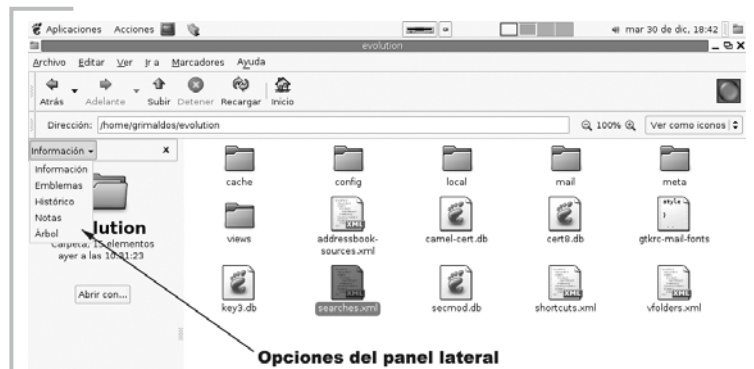 Aplicaciones Acciones mar 30 de dic, 18:42
evolution
Archivo Editar Ver Ir a Marcadores Ayuda
Atrás Adelante Subir Detener Recargar Inicio
Dirección: /home/grimaldos/evolution 100% Ver como iconos
Información x
Información
Emblemas
Histórico
Notas
Árbol
lution
Carpeta, 15 elementos
ayer a las 10:31:23
Abrir con...
cache config local mail meta
views addressbook-sources.xml camel-cert.db cert8.db gtkrc-mail-fonts
key3.db searches.xml secmod.db shortcuts.xml vfolders.xml
Opciones del panel lateral